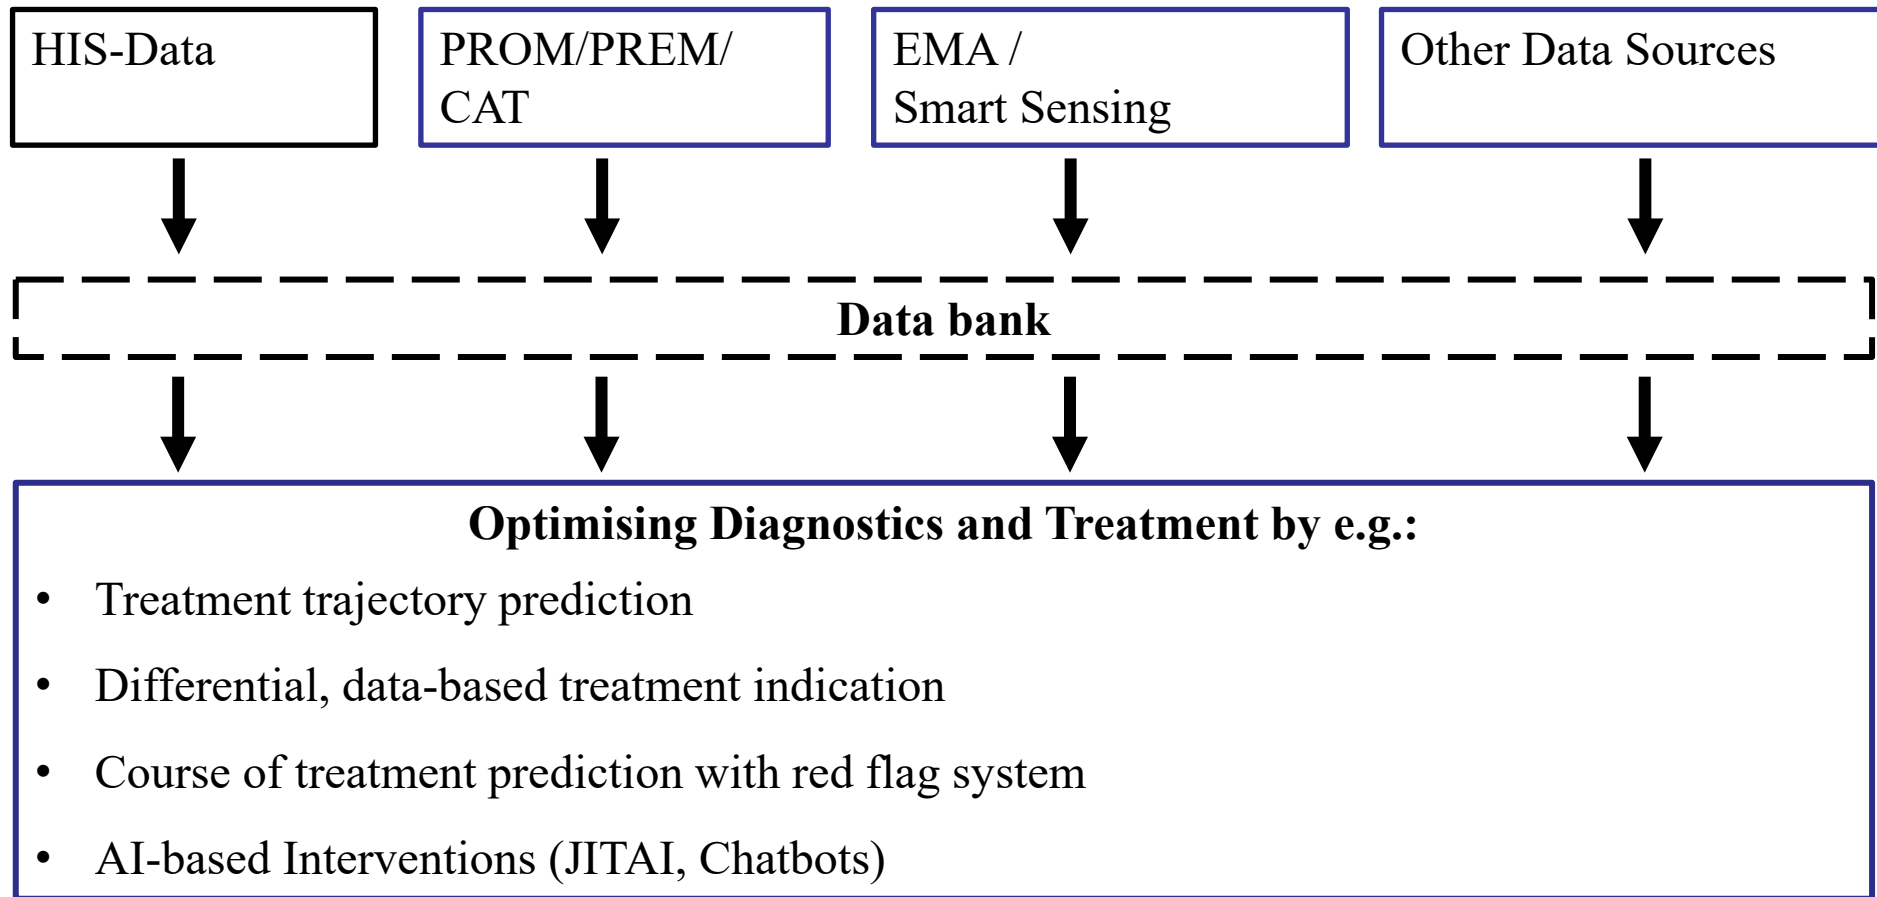 HIS-Data
PROM/PREM/
CAT
EMA /
Smart Sensing
Other Data Sources
Data bank
Optimising Diagnostics and Treatment by e.g.:
• Treatment trajectory prediction
• Differential, data-based treatment indication
• Course of treatment prediction with red flag system
• AI-based Interventions (JITAI, Chatbots)